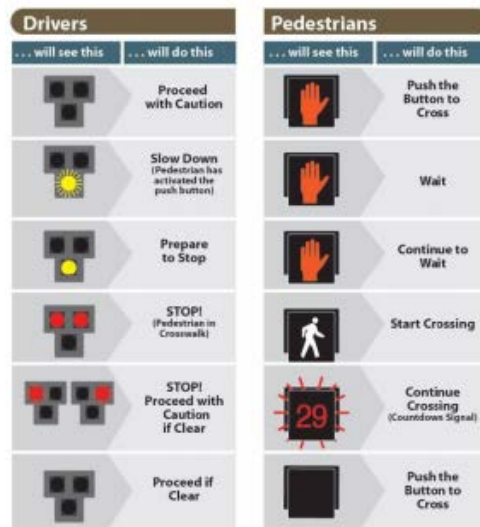 Drivers
... will see this
... will do this
Proceed
with Caution
Slow Down
(Pedestrian has
activated the
push button)
Prepare
to Stop
STOP!
(Pedestrian in
Crosswalk)
STOP!
Proceed with
Caution
if Clear
Proceed if
Clear
Pedestrians
... will see this
... will do this
Push the
Button to
Cross
Wait
Continue to
Wait
Start Crossing
29
Continue
Crossing
(Countdown Signal)
Push the
Button to
Cross